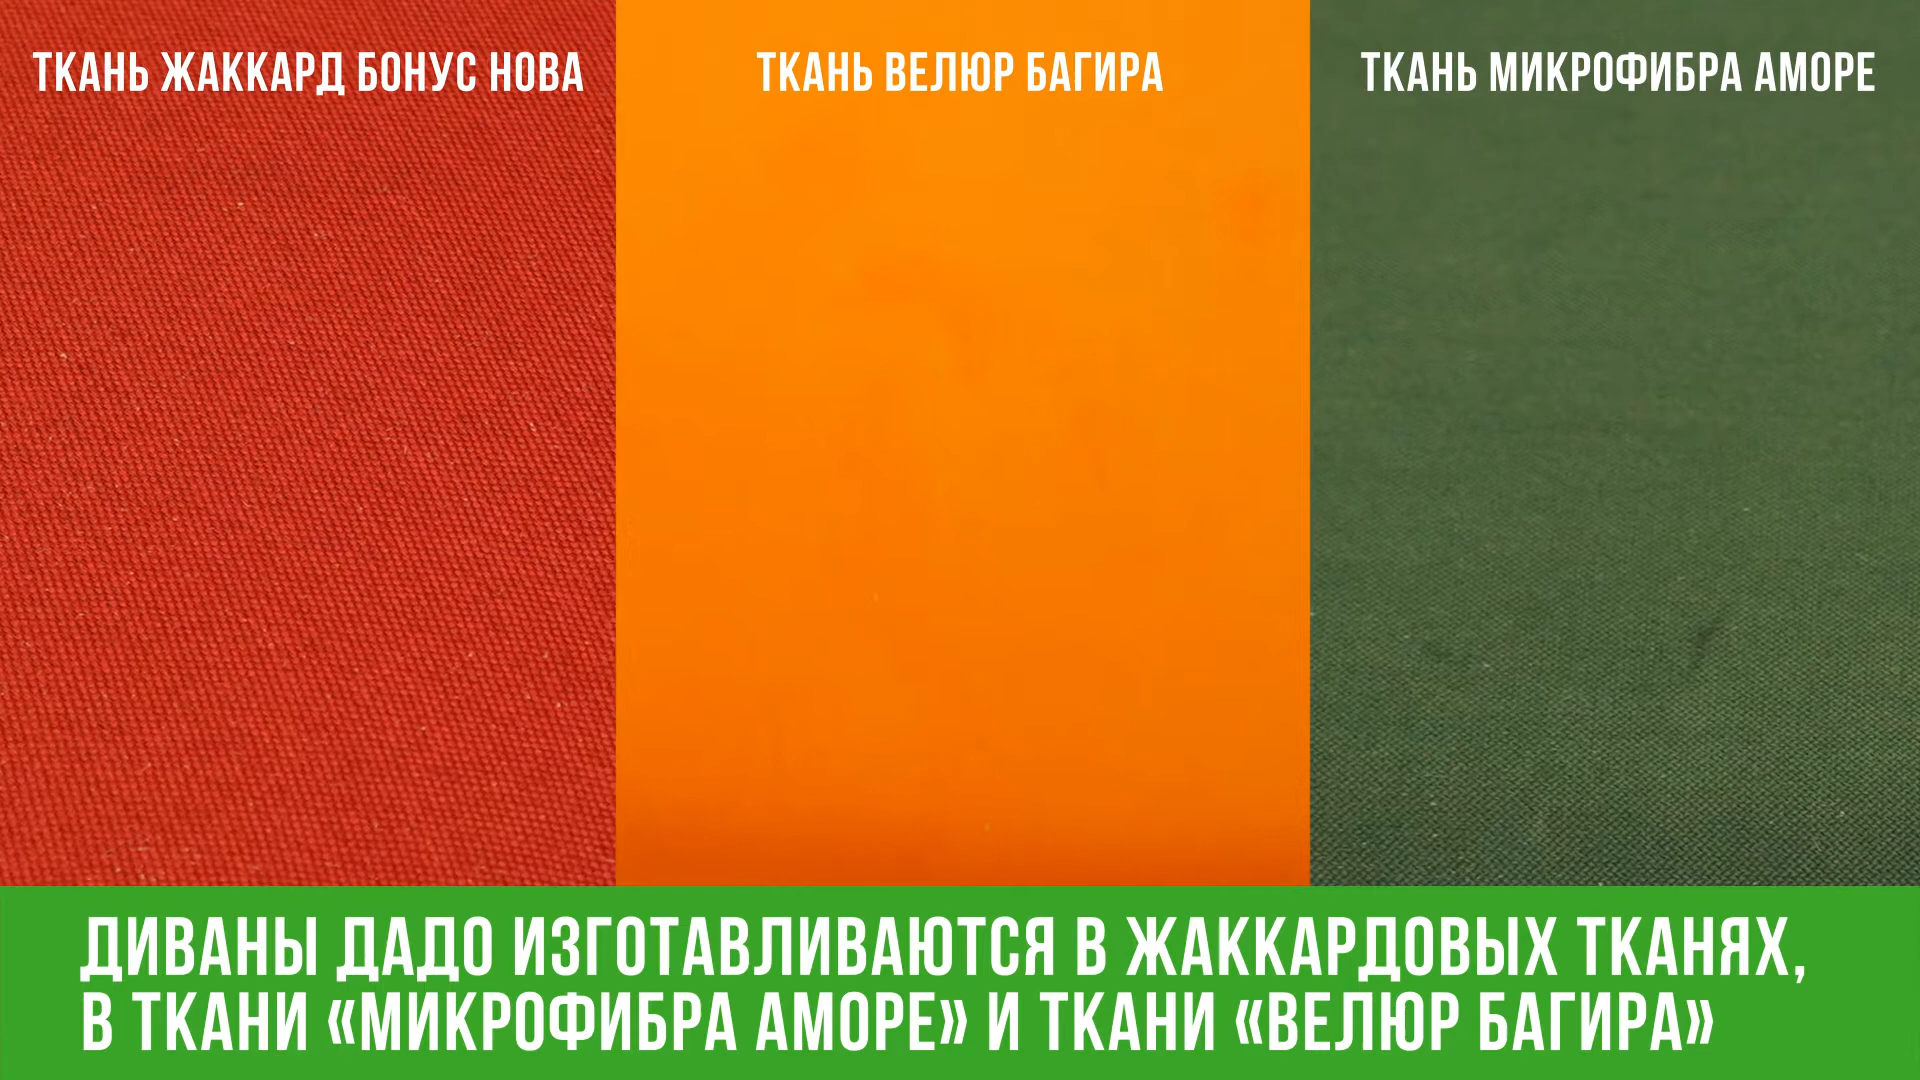 ТКАНЬ ЖАККАРД БОНУС НОВА
ТКАНЬ ВЕЛЮР БАГИРА
ТКАНЬ МИКРОФИБРА АМОРЕ
ДИВАНЫ ДАДО ИЗГОТАВЛИВАЮТСЯ В ЖАККАРДОВЫХ ТКАНЯХ,
В ТКАНИ «МИКРОФИБРА АМОРЕ» И ТКАНИ «ВЕЛЮР БАГИРА»